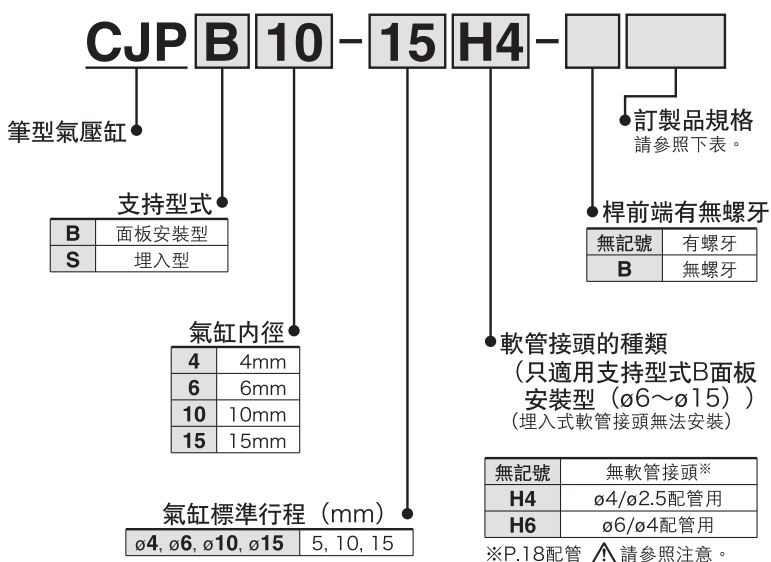 CJP B 10-15 H4-
筆型氣壓缸
訂製品規格
請參照下表。
支持型式
B 面板安裝型
S 埋入型
桿前端有無螺牙
無記號 有螺牙
B 無螺牙
氣缸內徑
4 4mm
6 6mm
10 10mm
15 15mm
軟管接頭的種類
（只適用支持型式B面板
安裝型（ø6～ø15））
（埋入式軟管接頭無法安裝）
無記號 無軟管接頭※
H4 ø4/ø2.5配管用
H6 ø6/ø4配管用
※P.18配管 ⚠請參照注意。
氣缸標準行程（mm）
ø4, ø6, ø10, ø15 5, 10, 15